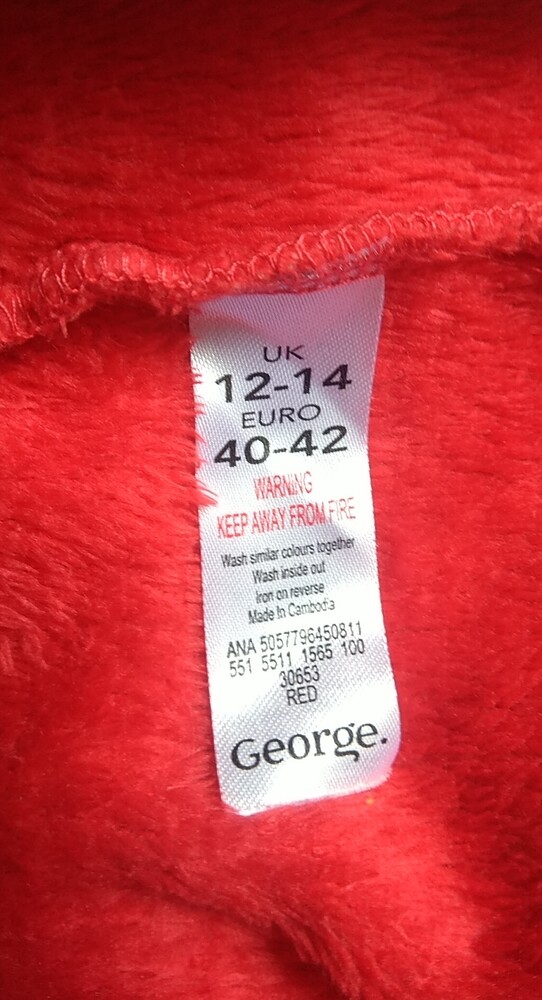 UK
12-14
EURO
40-42
WARNING
KEEP AWAY FROM FIRE
Wash similar colours together
Wash inside out
Iron on reverse
Made In Cambodia
ANA 5057796450811
551 5511 1565 100
30653
RED
George.